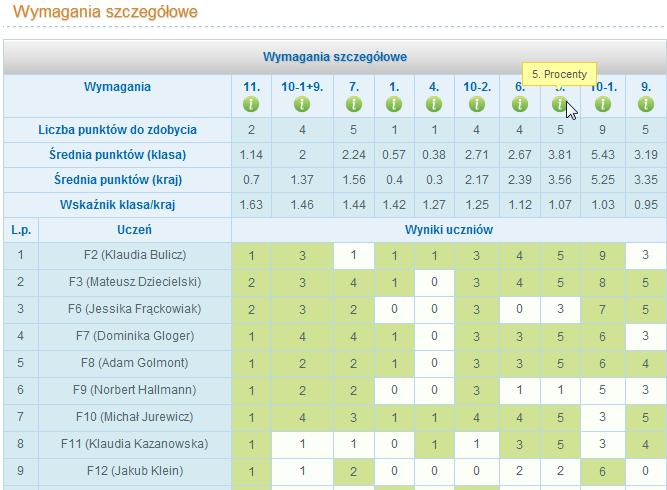 Wymagania szczegółowe
Wymagania szczegółowe
5. Procenty
Wymagania 11. 10-1+9. 7. 1. 4. 10-2. 6. 10-1. 9.
Liczba punktów do zdobycia 2 4 5 1 1 4 4 5 9 5
Średnia punktów (klasa) 1.14 2 2.24 0.57 0.38 2.71 2.67 3.81 5.43 3.19
Średnia punktów (kraj) 0.7 1.37 1.56 0.4 0.3 2.17 2.39 3.56 5.25 3.35
Wskaźnik klasa/kraj 1.63 1.46 1.44 1.42 1.27 1.25 1.12 1.07 1.03 0.95
L.p. Uczeń Wyniki uczniów
1 F2 (Klaudia Bulicz) 1 3 1 1 1 3 4 5 9 3
2 F3 (Mateusz Dziecielski) 2 3 4 1 0 3 4 5 8 5
3 F6 (Jessika Frąckowiak) 2 3 2 0 0 3 0 3 7 5
4 F7 (Dominika Gloger) 1 4 4 1 0 3 3 5 6 3
5 F8 (Adam Golmont) 1 2 2 1 0 3 3 5 6 4
6 F9 (Norbert Hallmann) 1 2 2 0 0 3 1 1 5 3
7 F10 (Michał Jurewicz) 1 4 3 1 1 4 4 5 3 5
8 F11 (Klaudia Kazanowska) 1 1 1 0 1 1 3 5 3 4
9 F12 (Jakub Klein) 1 1 2 0 0 0 2 2 6 0